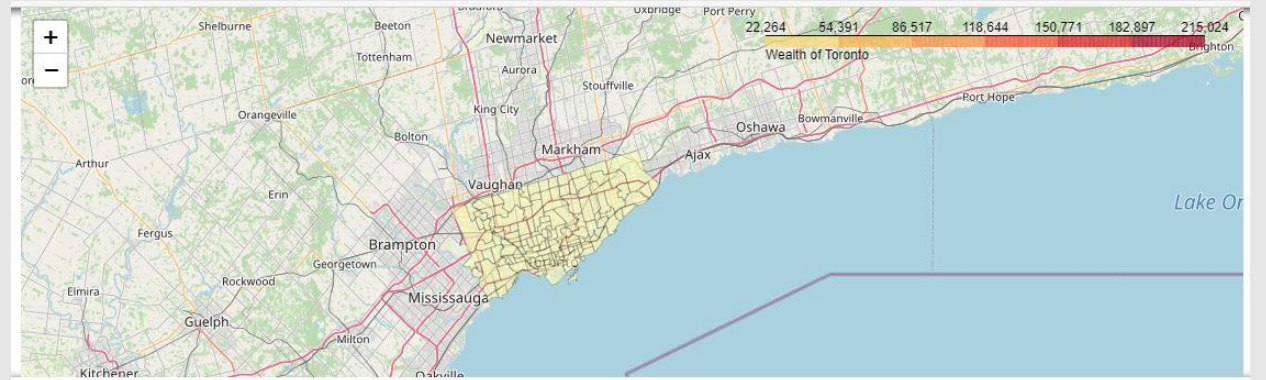 Bradford
Uxbridge
Port Perry
Shelburne
Beeton
22,264 54,391 86,517 118,644 150,771 182,897 215,024
+
Newmarket
Brighton
Tottenham
Wealth of Toronto
−
Aurora
Stouffville
King City
Port Hope
Orangeville
Bowmanville
Oshawa
Bolton
Markham
Ajax
Arthur
Vaughan
Erin
Lake Or
Fergus
Brampton
Georgetown
Toronto
Rockwood
Elmira
Mississauga
Guelph
Milton
Kitchener
Oakville